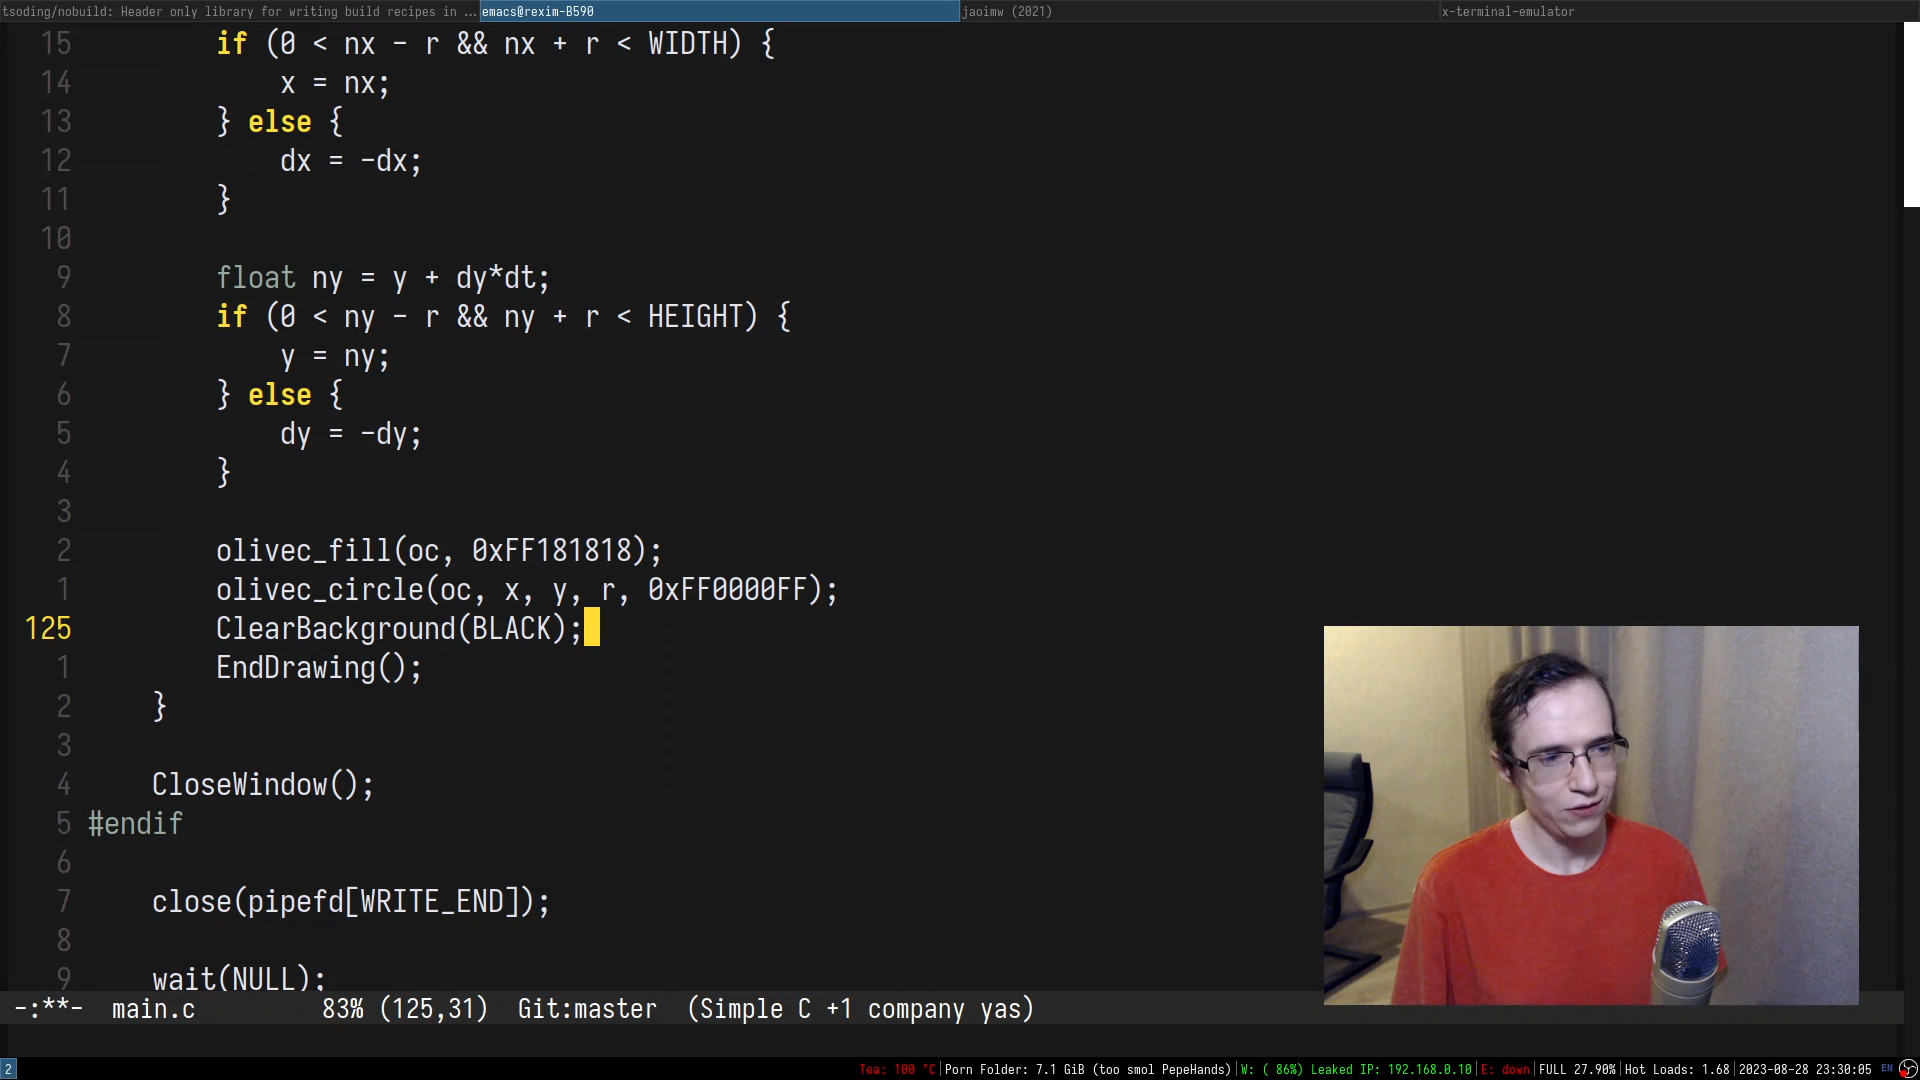 tsoding/nobuild: Header only library for writing build recipes in ... emacs@rexim-B590 jaoimw (2021) x-terminal-emulator
15 if (0 < nx - r && nx + r < WIDTH) {
14 x = nx;
13 } else {
12 dx = -dx;
11 }
10
9 float ny = y + dy*dt;
8 if (0 < ny - r && ny + r < HEIGHT) {
7 y = ny;
6 } else {
5 dy = -dy;
4 }
3
2 olivec_fill(oc, 0xFF181818);
1 olivec_circle(oc, x, y, r, 0xFF0000FF);
125 ClearBackground(BLACK);
1 EndDrawing();
2 }
3
4 CloseWindow();
5 #endif
6
7 close(pipefd[WRITE_END]);
8
9 wait(NULL);
-:**- main.c 83% (125,31) Git:master (Simple C +1 company yas)
2 Tea: 100 °C|Porn Folder: 7.1 GiB (too smol PepeHands)|W: ( 86%) Leaked IP: 192.168.0.10|E: down|FULL 27.90%|Hot Loads: 1.68|2023-08-28 23:30:05 EN